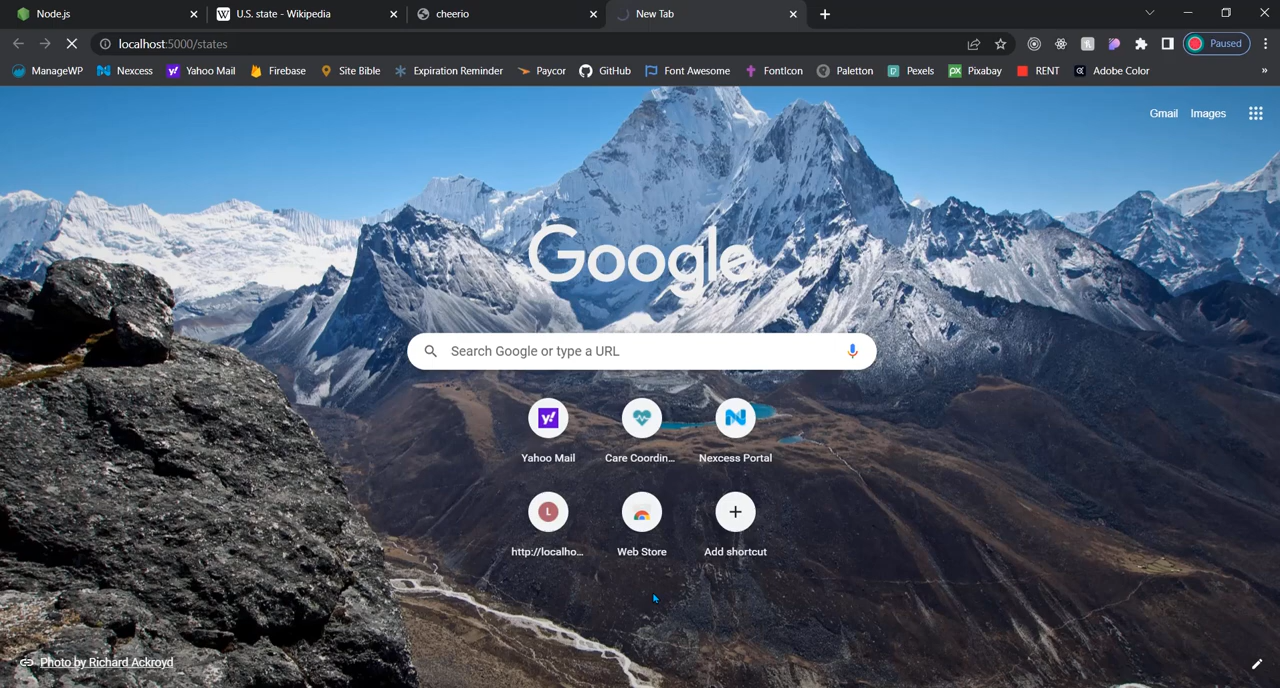 Node.js
U.S. state - Wikipedia
cheerio
New Tab
localhost:5000/states
Paused
ManageWP
Nexcess
Yahoo Mail
Firebase
Site Bible
Expiration Reminder
Paycor
GitHub
Font Awesome
FontIcon
Paletton
Pexels
Pixabay
RENT
Adobe Color
»
Gmail Images
Google
Search Google or type a URL
Yahoo Mail
Care Coordin...
Nexcess Portal
L
http://localho...
Web Store
Add shortcut
Photo by Richard Ackroyd